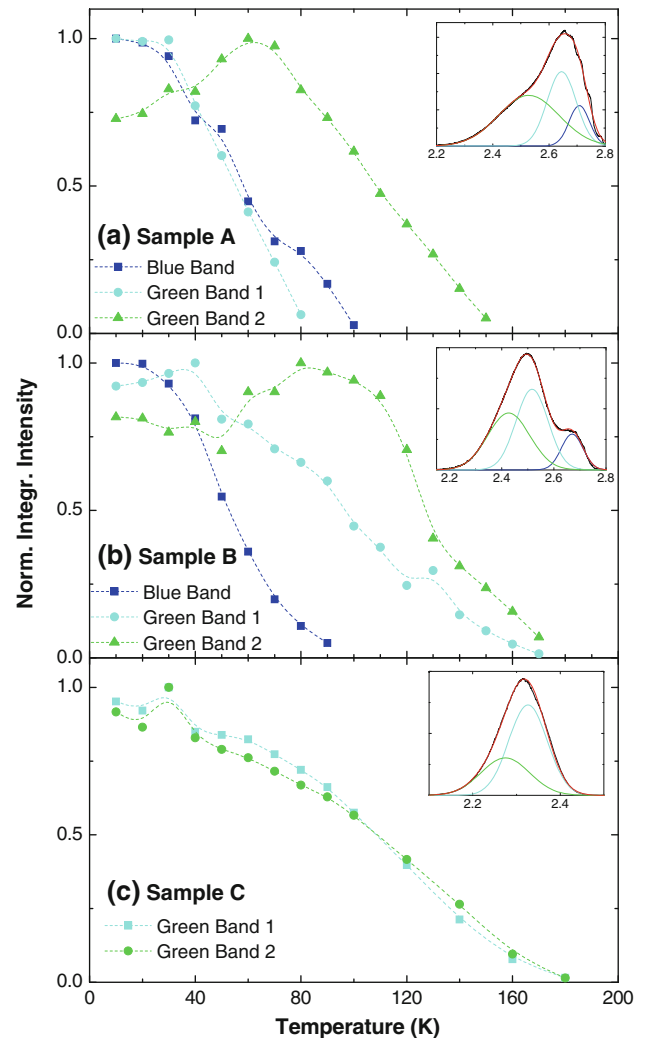 1.0
0.5
0.0
2.2 2.4 2.6 2.8
(a) Sample A
Blue Band
Green Band 1
Green Band 2
1.0
0.5
0.0
2.2 2.4 2.6 2.8
(b) Sample B
Blue Band
Green Band 1
Green Band 2
1.0
0.5
0.0
2.2 2.4
(c) Sample C
Green Band 1
Green Band 2
0 40 80 120 160 200
Temperature (K)
Norm. Integr. Intensity